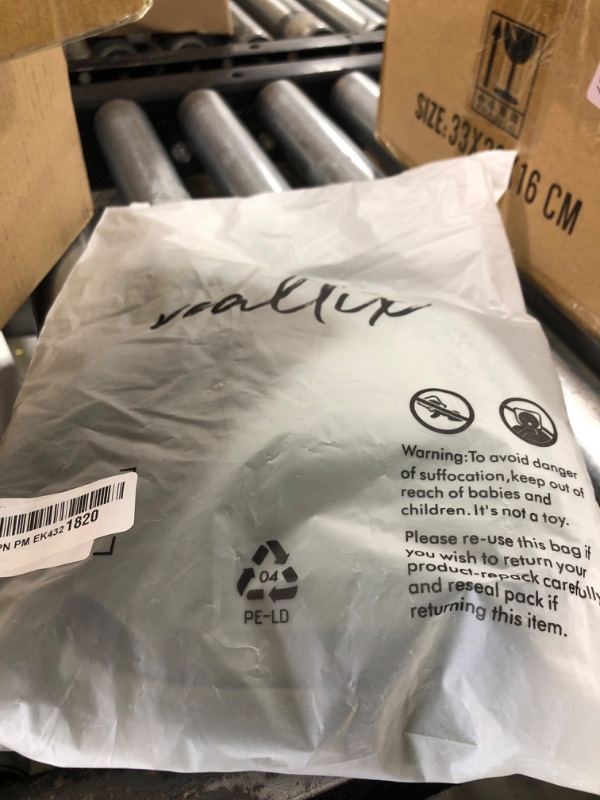 SIZE: 33X
16 CM
Warning:To avoid danger
of suffocation,keep out of
reach of babies and
children. It's not a toy.
Please re-use this bag if
you wish to return your
product-repack carefully
and reseal pack if
returning this item.
PN PM EK432 1820
04
PE-LD